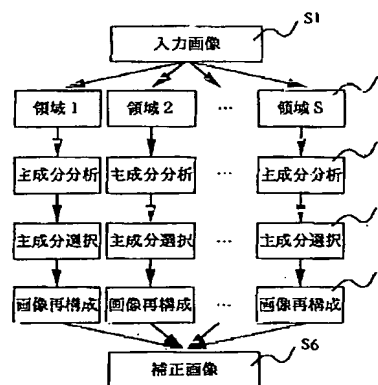 S1
入力画像
領域1 領域2 … 領域S
主成分分析 主成分分析 … 主成分分析
主成分選択 主成分選択 … 主成分選択
画像再構成 画像再構成 … 画像再構成
S6
補正画像